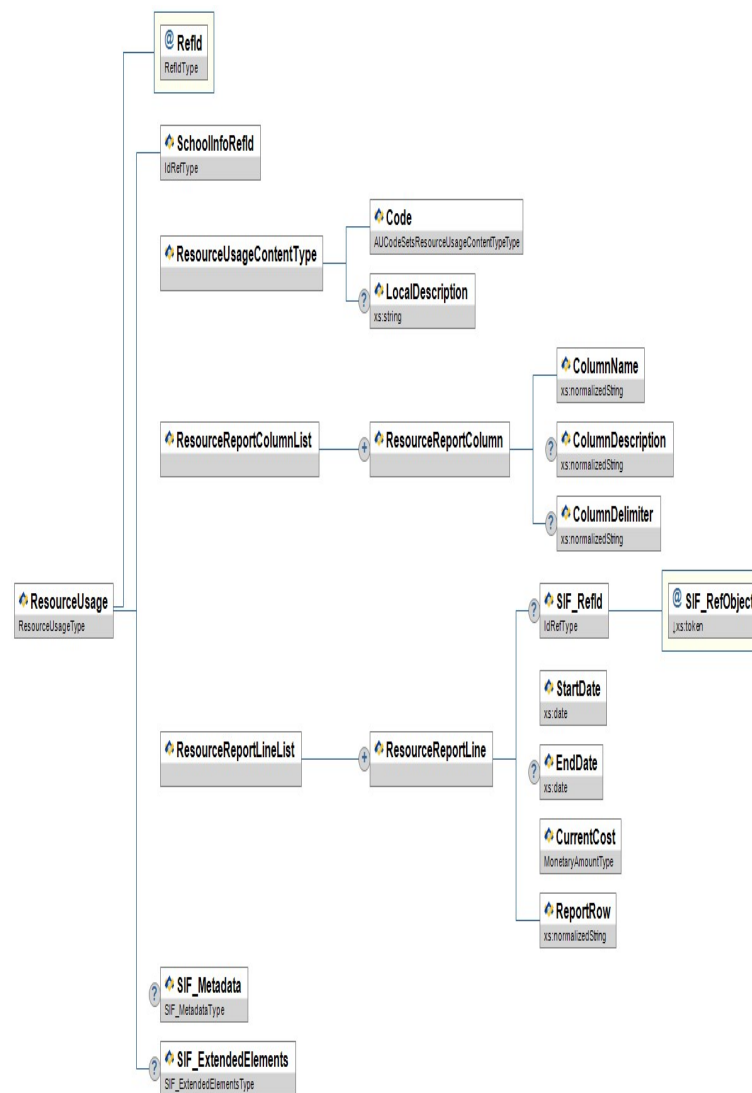 @ RefId
RefIdType
SchoolInfoRefId
IdRefType
ResourceUsageContentType
Code
AUCodeSetsResourceUsageContentTypeType
? LocalDescription
xs:string
ResourceReportColumnList
+ ResourceReportColumn
ColumnName
xs:normalizedString
? ColumnDescription
xs:normalizedString
? ColumnDelimiter
xs:normalizedString
ResourceUsage
ResourceUsageType
ResourceReportLineList
+ ResourceReportLine
? SIF_RefId
IdRefType
@ SIF_RefObject
xs:token
StartDate
xs:date
? EndDate
xs:date
CurrentCost
MonetaryAmountType
ReportRow
xs:normalizedString
? SIF_Metadata
SIF_MetadataType
? SIF_ExtendedElements
SIF_ExtendedElementsType